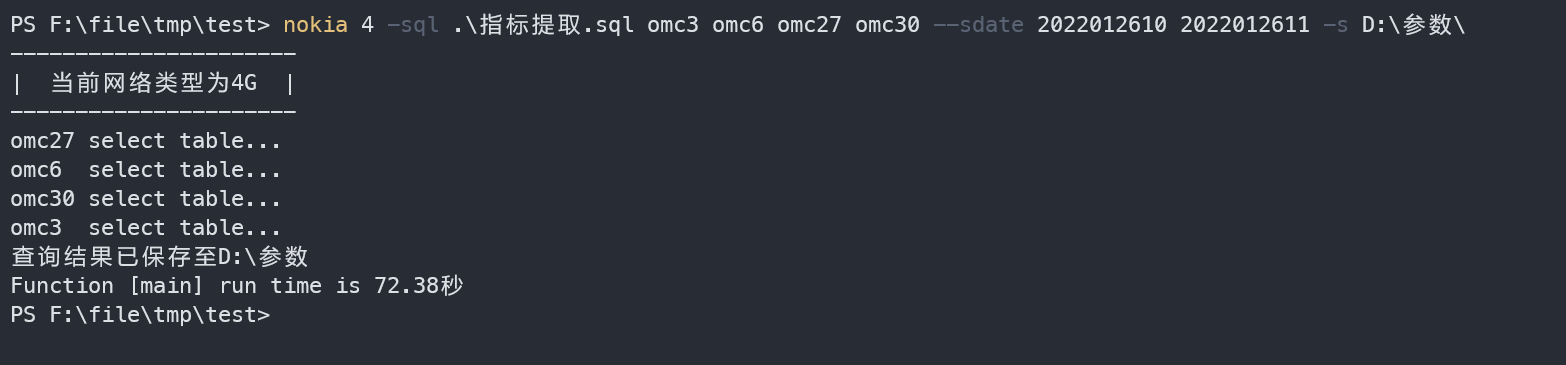 PS F:\file\tmp\test> nokia 4 -sql .\指标提取.sql omc3 omc6 omc27 omc30 --sdate 2022012610 2022012611 -s D:\参数\
----------------------
|  当前网络类型为4G  |
----------------------
omc27 select table...
omc6  select table...
omc30 select table...
omc3  select table...
查询结果已保存至D:\参数
Function [main] run time is 72.38秒
PS F:\file\tmp\test>